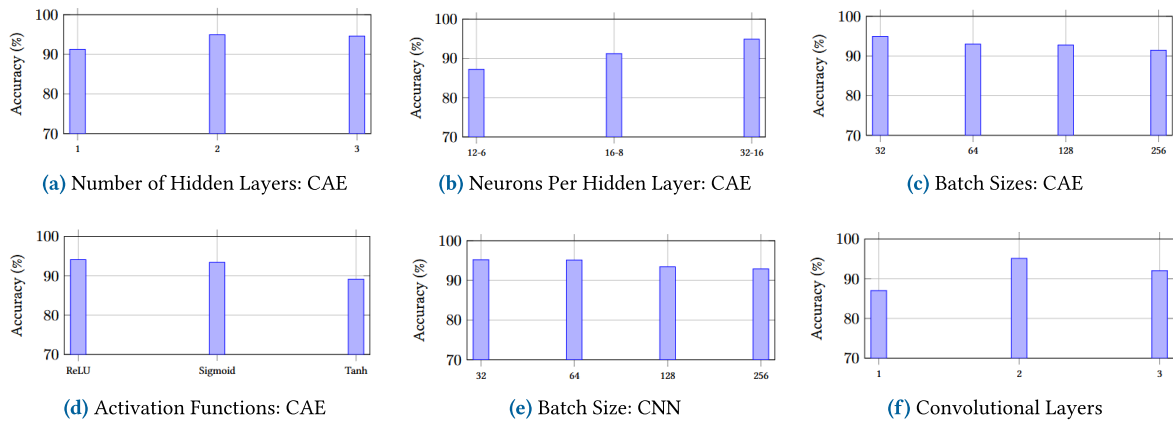 100
90
80
70
Accuracy (%)
1 2 3
(a) Number of Hidden Layers: CAE
100
90
80
70
Accuracy (%)
12-6 16-8 32-16
(b) Neurons Per Hidden Layer: CAE
100
90
80
70
Accuracy (%)
32 64 128 256
(c) Batch Sizes: CAE
100
90
80
70
Accuracy (%)
ReLU Sigmoid Tanh
(d) Activation Functions: CAE
100
90
80
70
Accuracy (%)
32 64 128 256
(e) Batch Size: CNN
100
90
80
70
Accuracy (%)
1 2 3
(f) Convolutional Layers